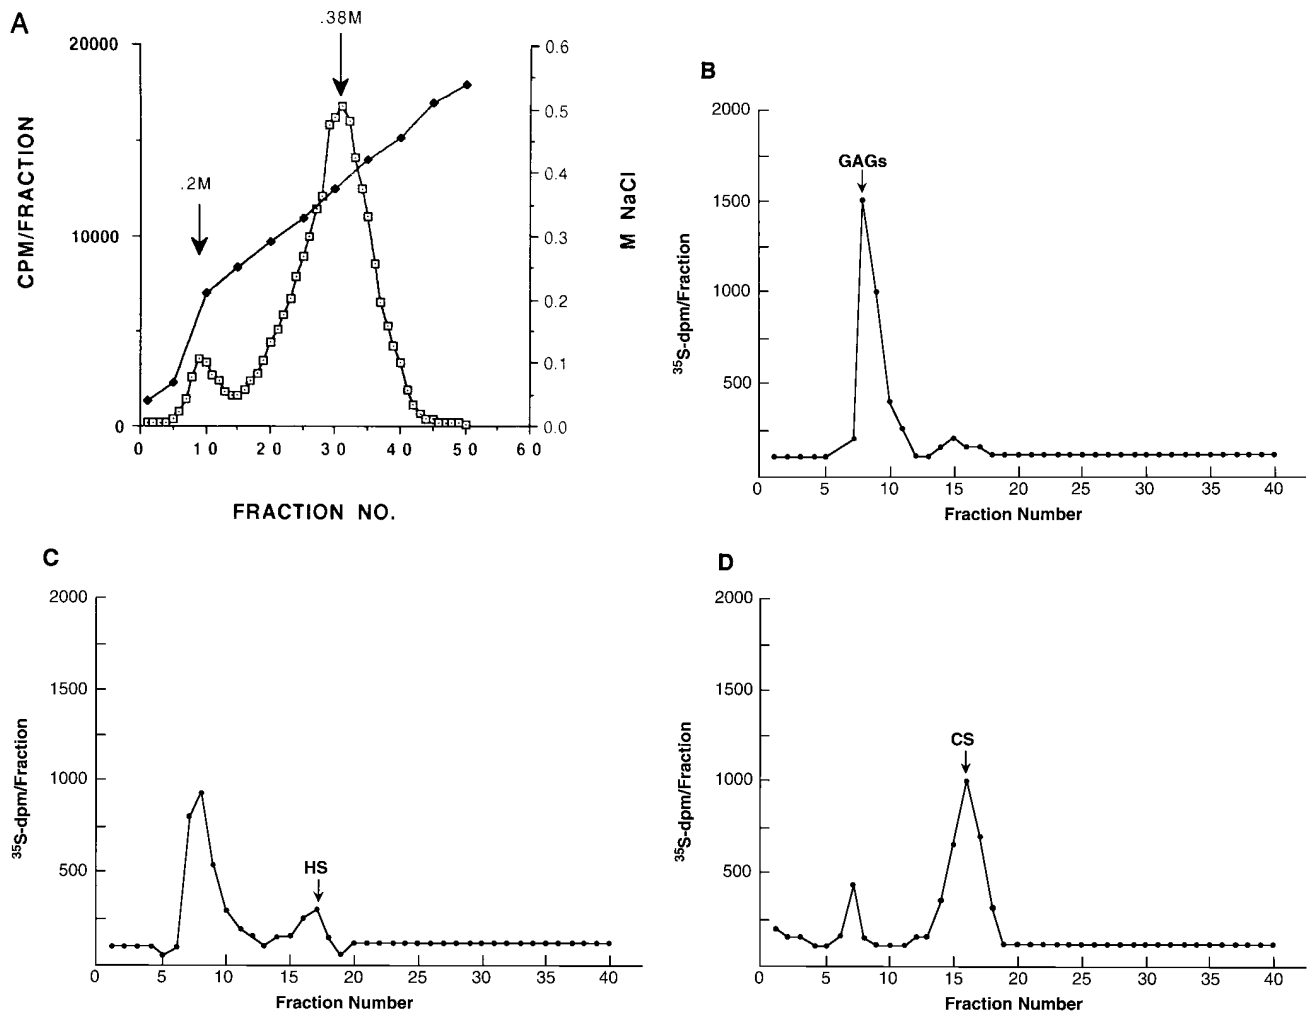 A
.38M
20000
0.6
.2M
0.5
0.4
CPM/FRACTION
10000
0.3
M NaCl
0.2
0.1
0
0.0
0 10 20 30 40 50 60
FRACTION NO.
B
2000
GAGs
1500
35S-dpm/Fraction
1000
500
0 5 10 15 20 25 30 35 40
Fraction Number
C
2000
1500
35S-dpm/Fraction
1000
HS
500
0 5 10 15 20 25 30 35 40
Fraction Number
D
2000
1500
CS
35S-dpm/Fraction
1000
500
0 5 10 15 20 25 30 35 40
Fraction Number